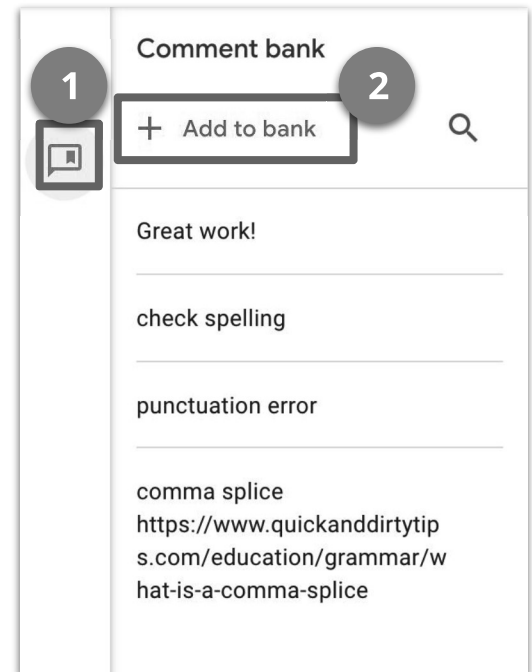 Comment bank
1
2
+ Add to bank
Great work!
check spelling
punctuation error
comma splice
https://www.quickanddirtytip
s.com/education/grammar/w
hat-is-a-comma-splice